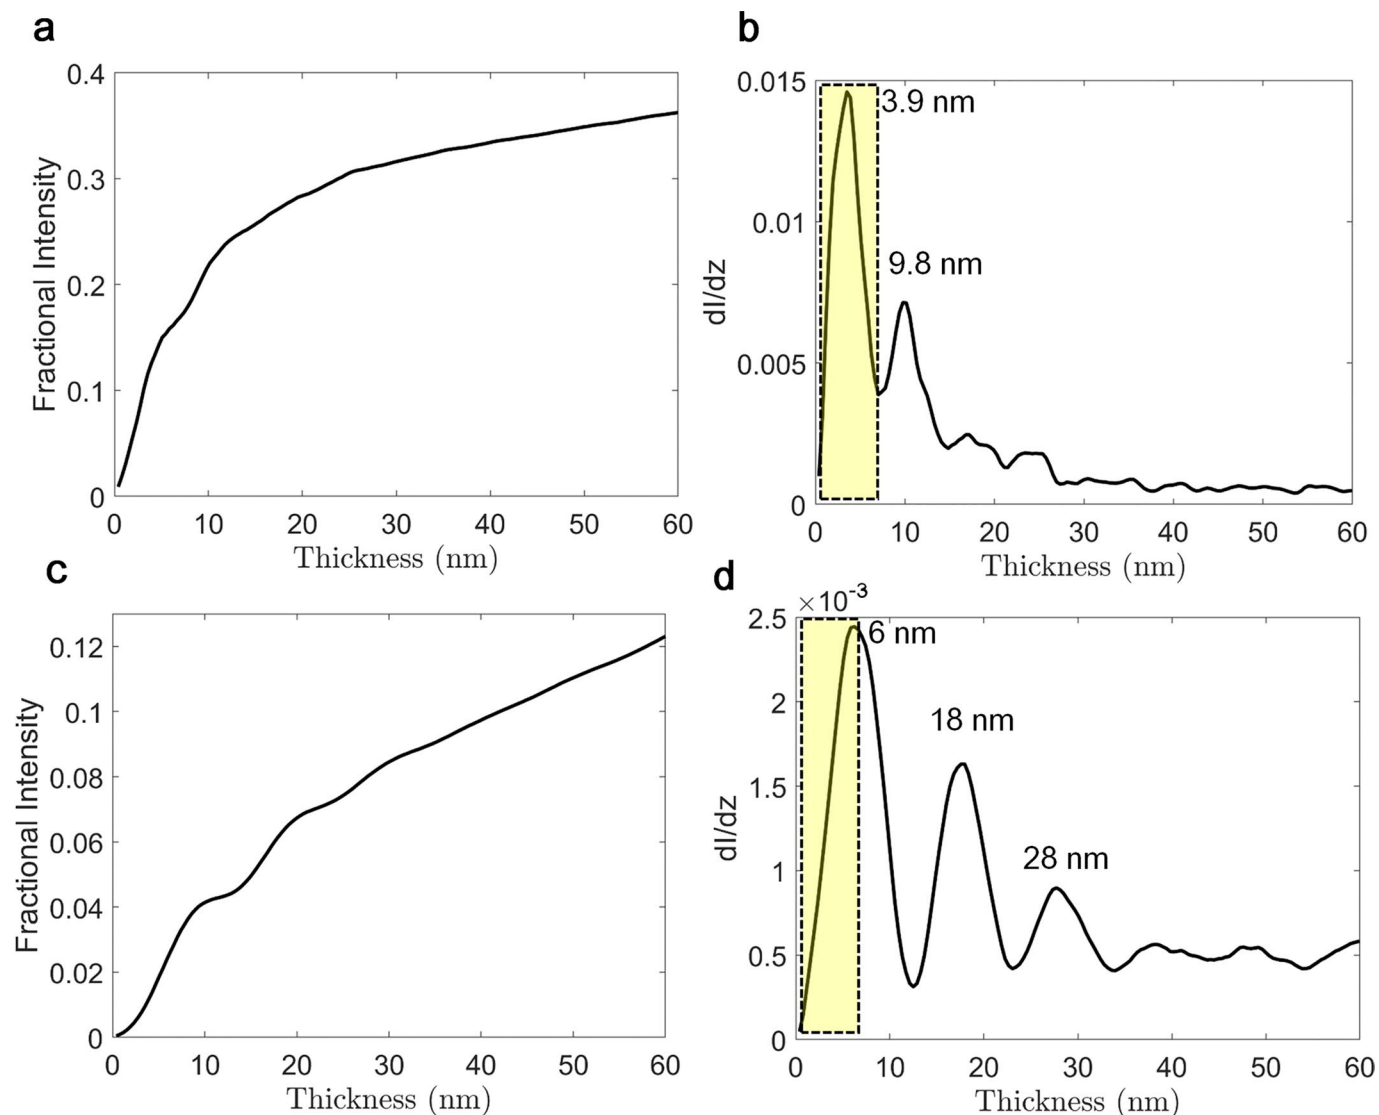 a
0.4
0.3
0.2
0.1
0
Fractional Intensity
0 10 20 30 40 50 60
Thickness (nm)
b
0.015
0.01
0.005
0
dI/dz
3.9 nm
9.8 nm
0 10 20 30 40 50 60
Thickness (nm)
c
0.12
0.1
0.08
0.06
0.04
0.02
0
Fractional Intensity
0 10 20 30 40 50 60
Thickness (nm)
d
×10⁻³
2.5
2
1.5
1
0.5
0
dI/dz
6 nm
18 nm
28 nm
0 10 20 30 40 50 60
Thickness (nm)